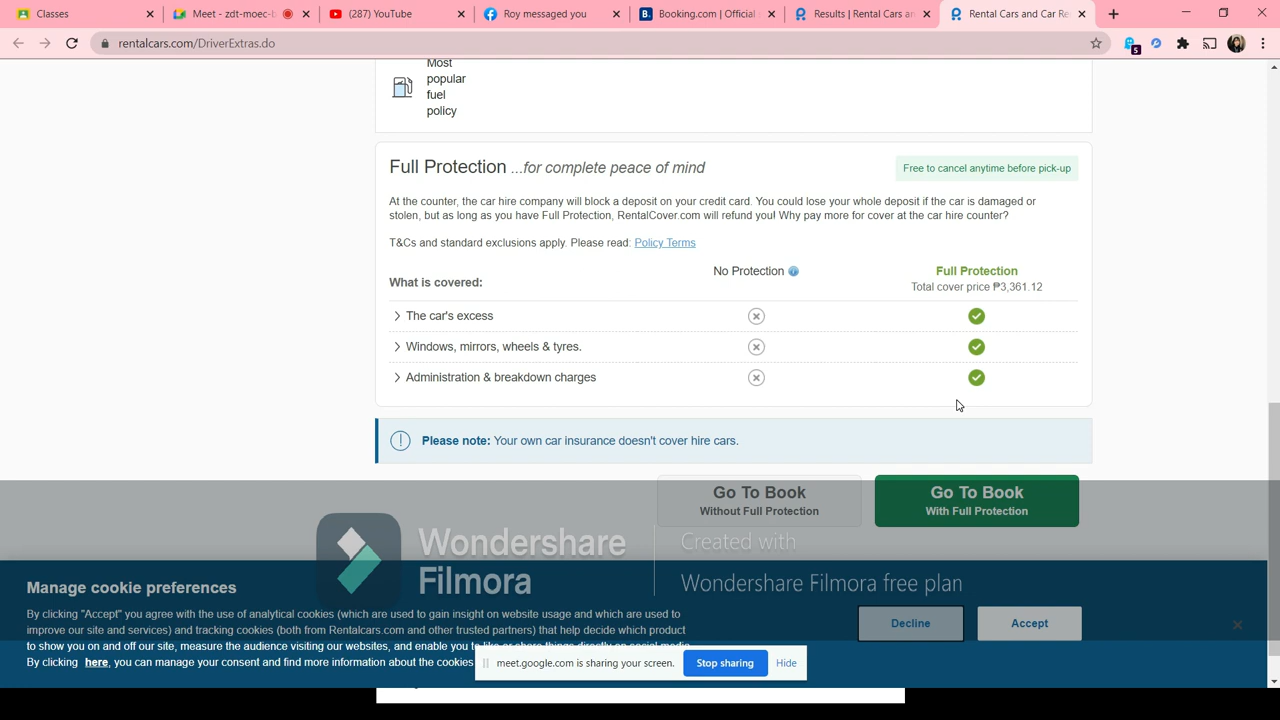 Classes
Meet - zdt-moec-b
(287) YouTube
Roy messaged you
Booking.com | Official
Results | Rental Cars an
Rental Cars and Car Re
rentalcars.com/DriverExtras.do
5
Most
popular
fuel
policy
Full Protection ...for complete peace of mind
Free to cancel anytime before pick-up
At the counter, the car hire company will block a deposit on your credit card. You could lose your whole deposit if the car is damaged or
stolen, but as long as you have Full Protection, RentalCover.com will refund you! Why pay more for cover at the car hire counter?
T&Cs and standard exclusions apply. Please read: Policy Terms
What is covered:
No Protection
Full Protection
Total cover price ₱3,361.12
The car's excess
Windows, mirrors, wheels & tyres.
Administration & breakdown charges
Please note: Your own car insurance doesn't cover hire cars.
Go To Book
Without Full Protection
Go To Book
With Full Protection
Wondershare
Filmora
Created with
Wondershare Filmora free plan
Manage cookie preferences
By clicking "Accept" you agree with the use of analytical cookies (which are used to gain insight on website usage and which are used to
improve our site and services) and tracking cookies (both from Rentalcars.com and other trusted partners) that help decide which product
to show you on and off our site, measure the audience visiting our websites, and enable you to like or share things directly on social media.
By clicking here, you can manage your consent and find more information about the cookies
Decline
Accept
meet.google.com is sharing your screen.
Stop sharing
Hide